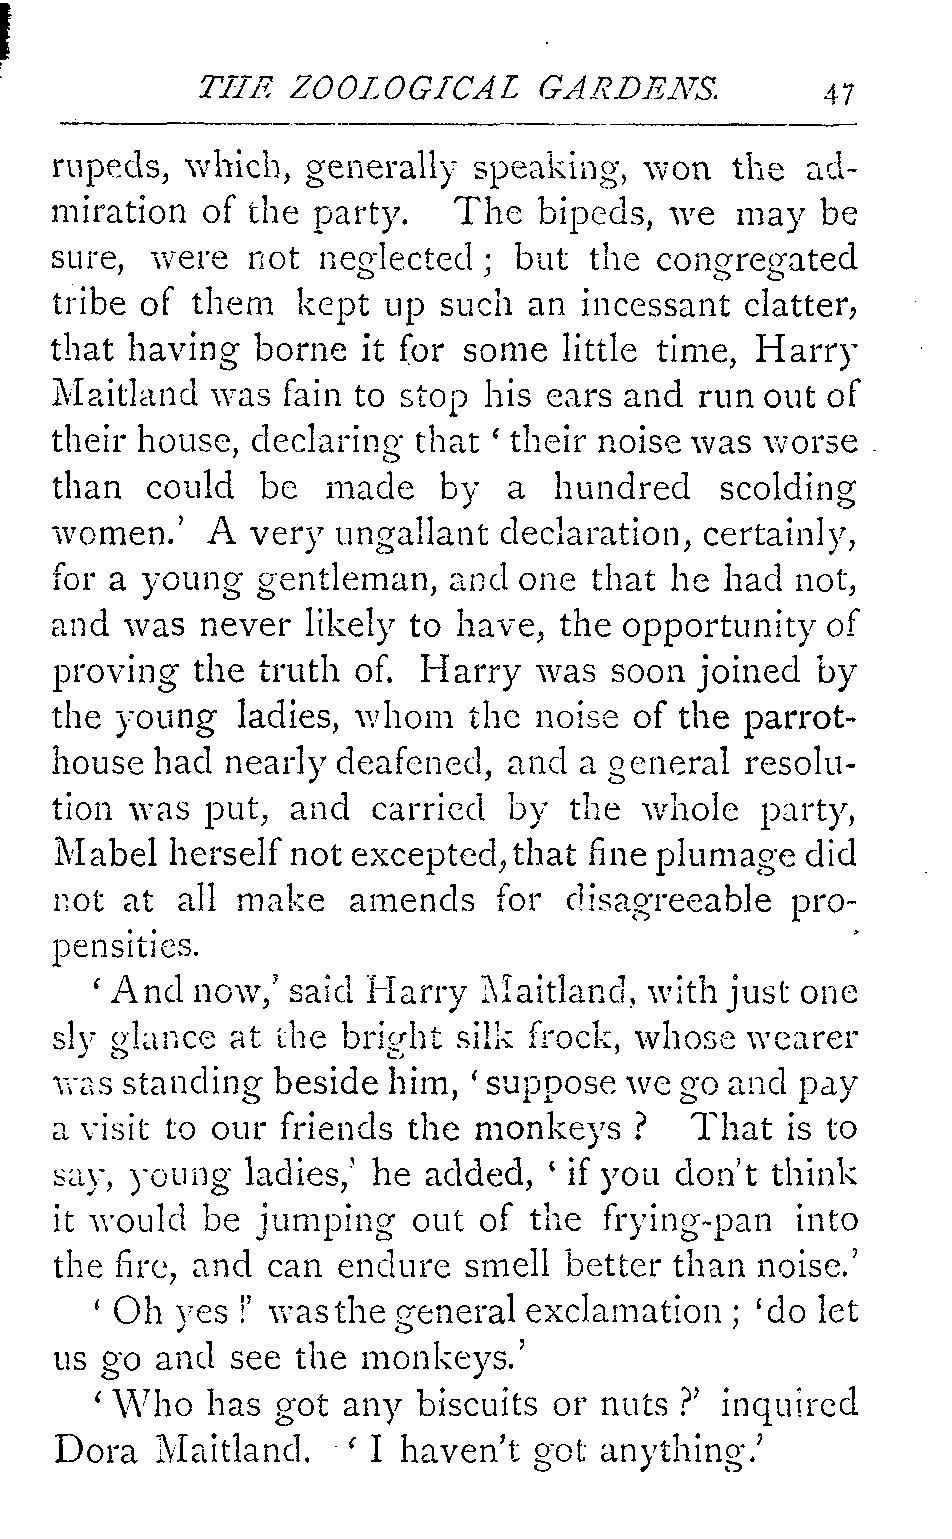 THE ZOOLOGICAL GARDENS. 47
rupeds, which, generally speaking, won the ad-
miration of the party. The bipeds, we may be
sure, were not neglected ; but the congregated
tribe of them kept up such an incessant clatter,
that having borne it for some little time, Harry
Maitland was fain to stop his ears and run out of
their house, declaring that ‘ their noise was worse
than could be made by a hundred scolding
women.’ A very ungallant declaration, certainly,
for a young gentleman, and one that he had not,
and was never likely to have, the opportunity of
proving the truth of. Harry was soon joined by
the young ladies, whom the noise of the parrot-
house had nearly deafened, and a general resolu-
tion was put, and carried by the whole party,
Mabel herself not excepted, that fine plumage did
not at all make amends for disagreeable pro-
pensities.
‘ And now,’ said Harry Maitland, with just one
sly glance at the bright silk frock, whose wearer
was standing beside him, ‘ suppose we go and pay
a visit to our friends the monkeys ? That is to
say, young ladies,’ he added, ‘ if you don’t think
it would be jumping out of the frying-pan into
the fire, and can endure smell better than noise.’
‘ Oh yes !’ was the general exclamation ; ‘do let
us go and see the monkeys.’
‘ Who has got any biscuits or nuts ?’ inquired
Dora Maitland. ‘ I haven’t got anything.’